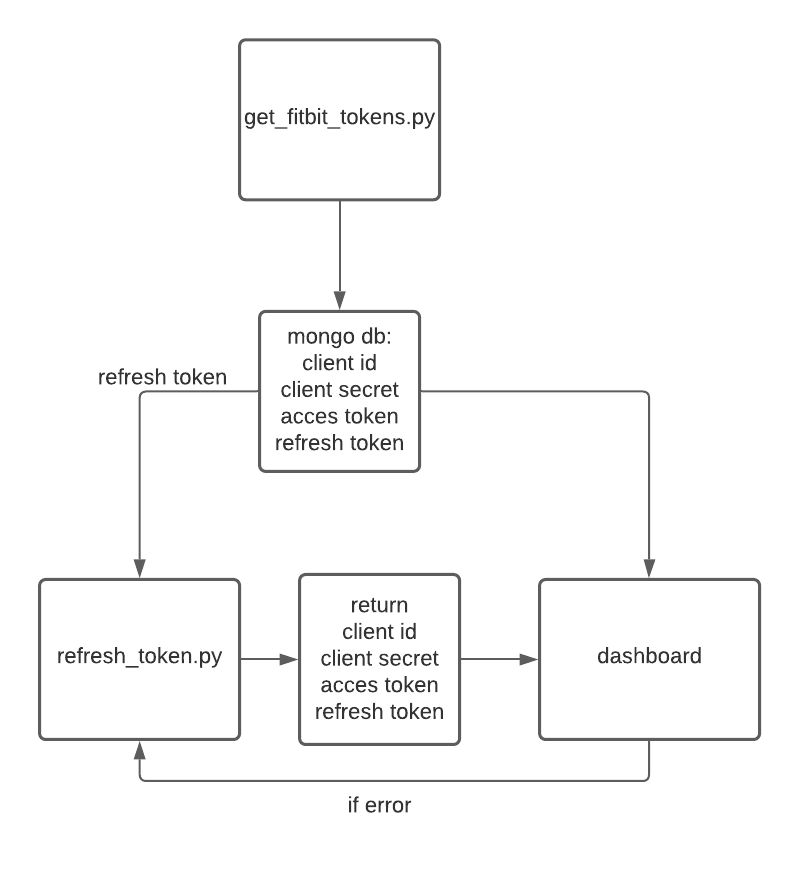 get_fitbit_tokens.py
mongo db:
client id
client secret
acces token
refresh token
refresh token
refresh_token.py
return
client id
client secret
acces token
refresh token
dashboard
if error